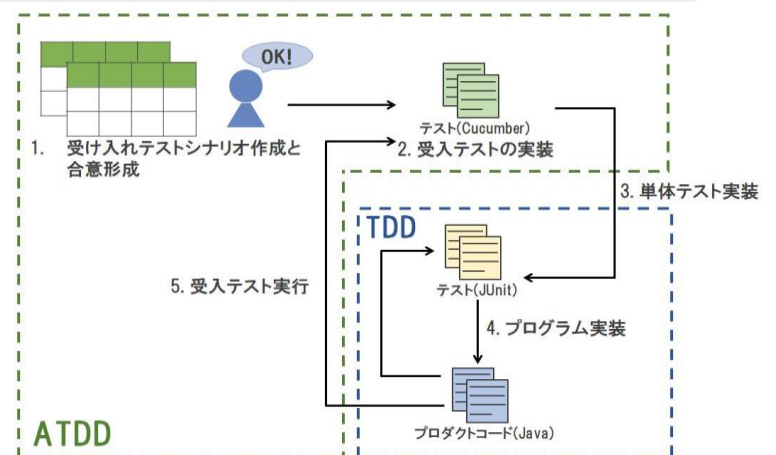 OK!
テスト(Cucumber)
1. 受け入れテストシナリオ作成と
合意形成
2. 受入テストの実装
3. 単体テスト実装
TDD
テスト(JUnit)
5. 受入テスト実行
4. プログラム実装
ATDD
プロダクトコード(Java)